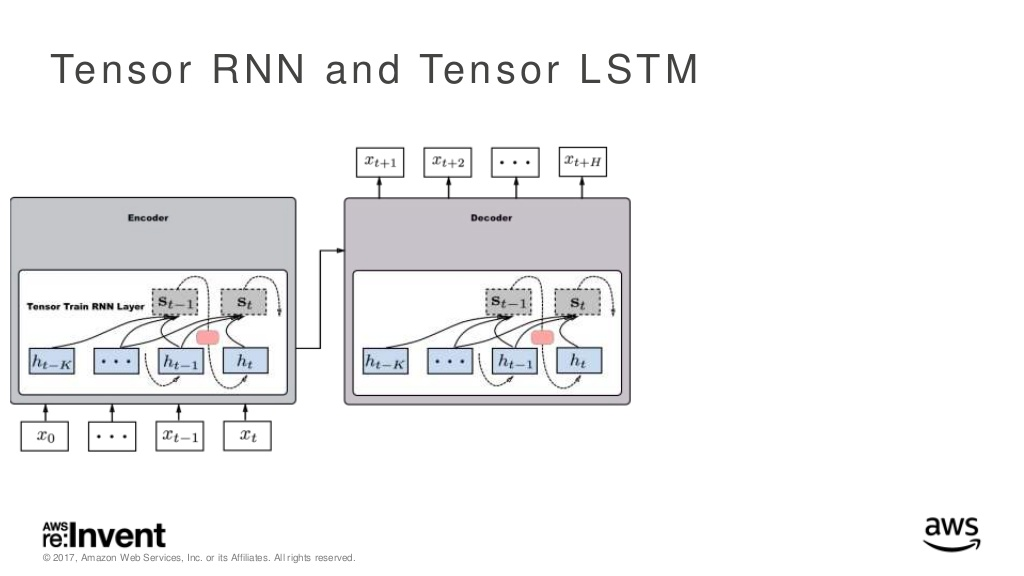 Tensor RNN and Tensor LSTM
x_{t+1} x_{t+2} ··· x_{t+H}
Encoder
Decoder
Tensor Train RNN Layer
s_{t−1} s_t
s_{t−1} s_t
h_{t−K} ··· h_{t−1} h_t
h_{t−K} ··· h_{t−1} h_t
x_0 ··· x_{t−1} x_t
AWS
re:Invent
aws
© 2017, Amazon Web Services, Inc. or its Affiliates. All rights reserved.